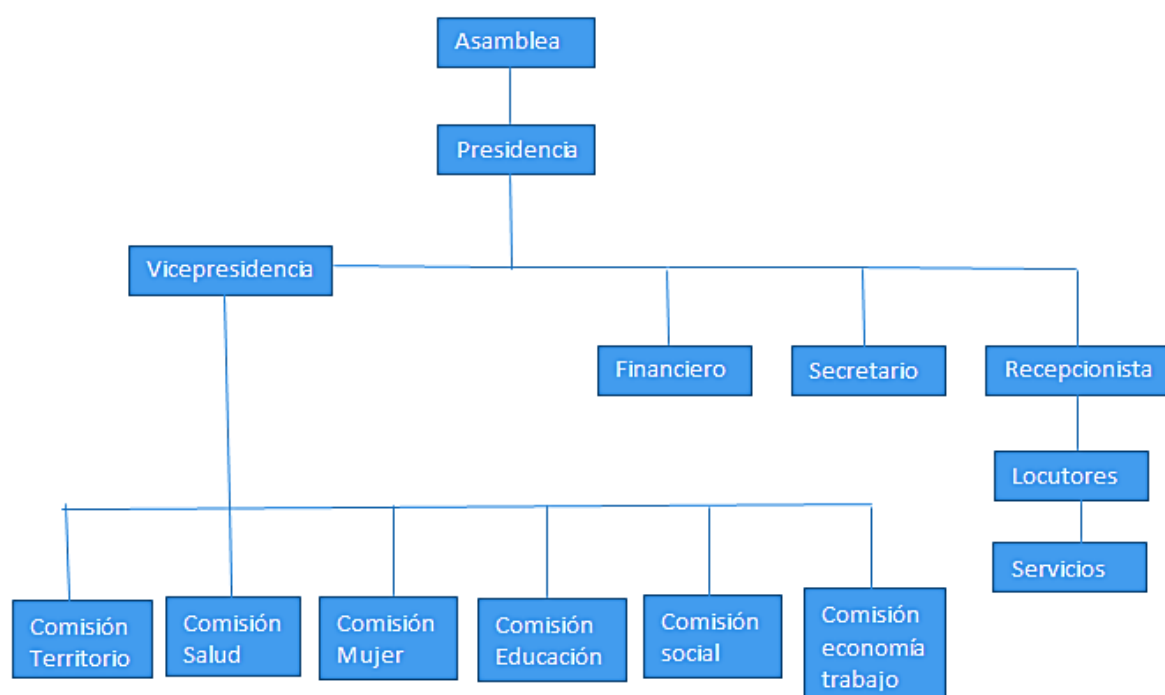 Asamblea
Presidencia
Vicepresidencia
Financiero
Secretario
Recepcionista
Locutores
Servicios
Comisión
Territorio
Comisión
Salud
Comisión
Mujer
Comisión
Educación
Comisión
social
Comisión
economía
trabajo